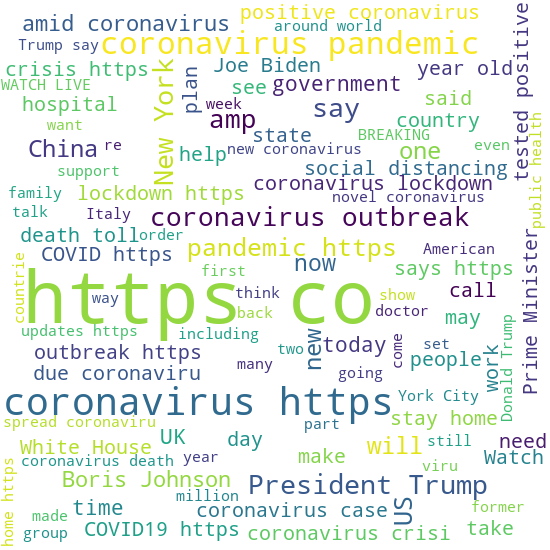 positive coronavirus
amid coronavirus
around world
Trump say
coronavirus pandemic
crisis https
Joe Biden
year old
WATCH LIVE
New York
plan
see
government
tested positive
hospital
week
say
said
want
amp
state
BREAKING
country
public health
China
re
help
new coronavirus
one
even
support
social distancing
family
lockdown https
coronavirus lockdown
novel coronavirus
talk
Italy
coronavirus outbreak
death toll
order
pandemic https
American
Prime Minister
COVID https
now
first
says https
countrie
https co
way
think
back
show
call
doctor
may
updates https
including
new
today
come
set
Donald Trump
outbreak https
many
two
going
people
work
due coronaviru
coronavirus https
York City
spread coronaviru
part
stay home
White House
UK
day
make
will
still
need
coronavirus death
year
viru
Watch
home https
Boris Johnson
million
President Trump
US
made
time
coronavirus case
former
group
COVID19 https
coronavirus crisi
take